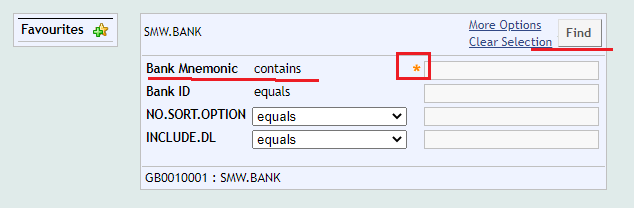 Favourites
SMW.BANK
More Options
Clear Selection
Find
Bank Mnemonic contains *
Bank ID equals
NO.SORT.OPTION equals
INCLUDE.DL equals
GB0010001 : SMW.BANK